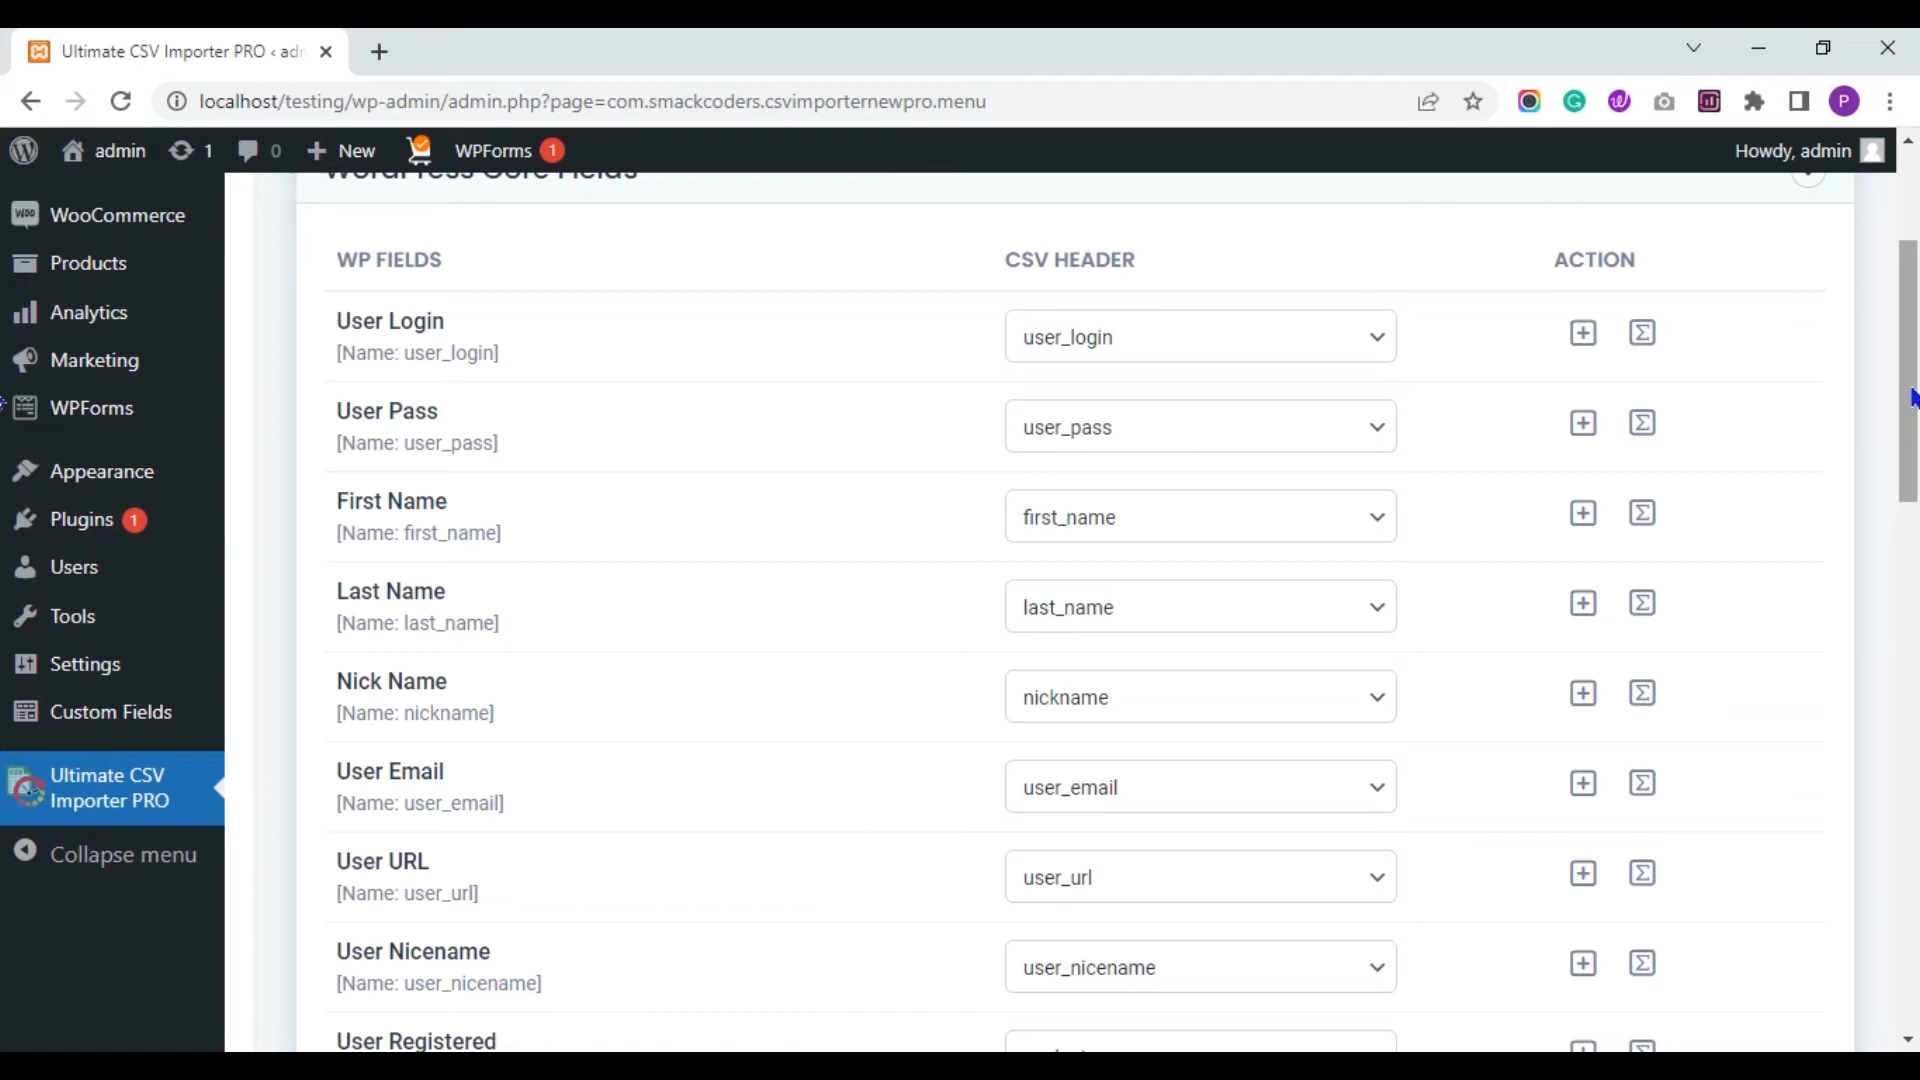 Ultimate CSV Importer PRO ‹ adm
localhost/testing/wp-admin/admin.php?page=com.smackcoders.csvimporternewpro.menu
P
admin
1
0
New
WPForms 1
Howdy, admin
WordPress Core Fields
WooCommerce
Products
Analytics
Marketing
WPForms
Appearance
Plugins 1
Users
Tools
Settings
Custom Fields
Ultimate CSV
Importer PRO
Collapse menu
WP FIELDS CSV HEADER ACTION
User Login
[Name: user_login]
user_login
User Pass
[Name: user_pass]
user_pass
First Name
[Name: first_name]
first_name
Last Name
[Name: last_name]
last_name
Nick Name
[Name: nickname]
nickname
User Email
[Name: user_email]
user_email
User URL
[Name: user_url]
user_url
User Nicename
[Name: user_nicename]
user_nicename
User Registered